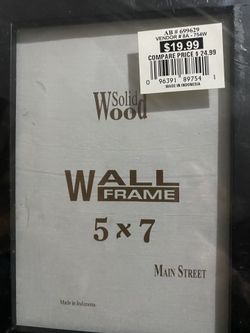 AB # 699629
VENDOR # 8A - 754W
$19.99
COMPARE PRICE $ 24.99
0 96391 89754 1
MADE IN INDONESIA
Solid
Wood
WALL
FRAME
5 x 7
MAIN STREET
Made in Indonesia